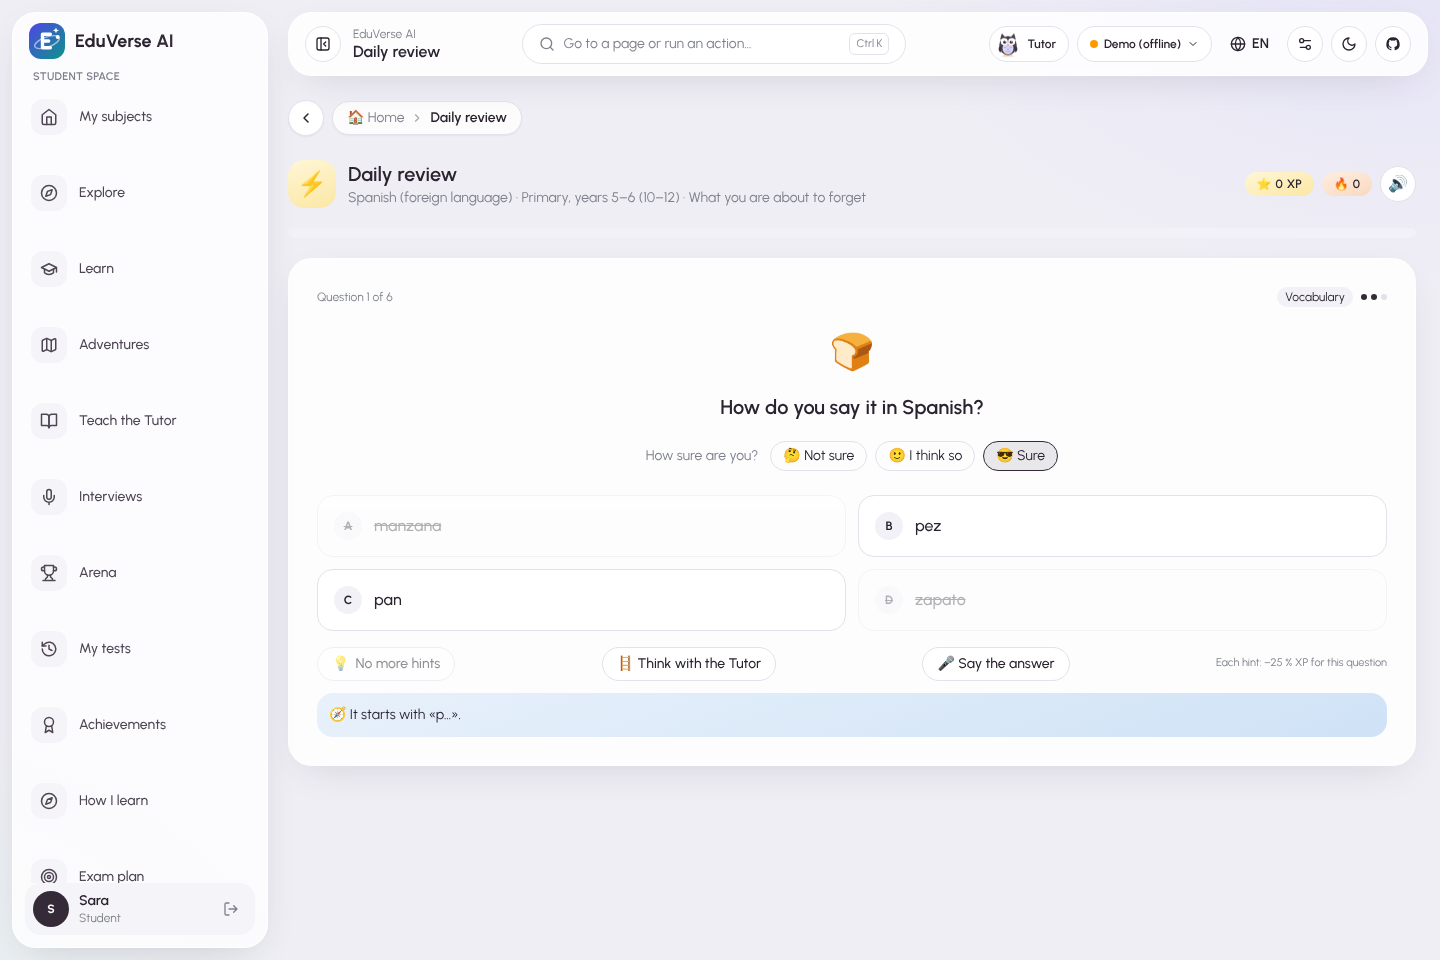 EduVerse AI
STUDENT SPACE
My subjects
Explore
Learn
Adventures
Teach the Tutor
Interviews
Arena
My tests
Achievements
How I learn
Exam plan
S
Sara
Student
EduVerse AI
Daily review
Go to a page or run an action...
Ctrl K
Tutor
Demo (offline)
EN
Home
Daily review
Daily review
Spanish (foreign language) · Primary, years 5–6 (10–12) · What you are about to forget
0 XP
0
Question 1 of 6
Vocabulary
How do you say it in Spanish?
How sure are you?
Not sure
I think so
Sure
A manzana
B pez
C pan
D zapato
No more hints
Think with the Tutor
Say the answer
Each hint: −25 % XP for this question
It starts with «p…».